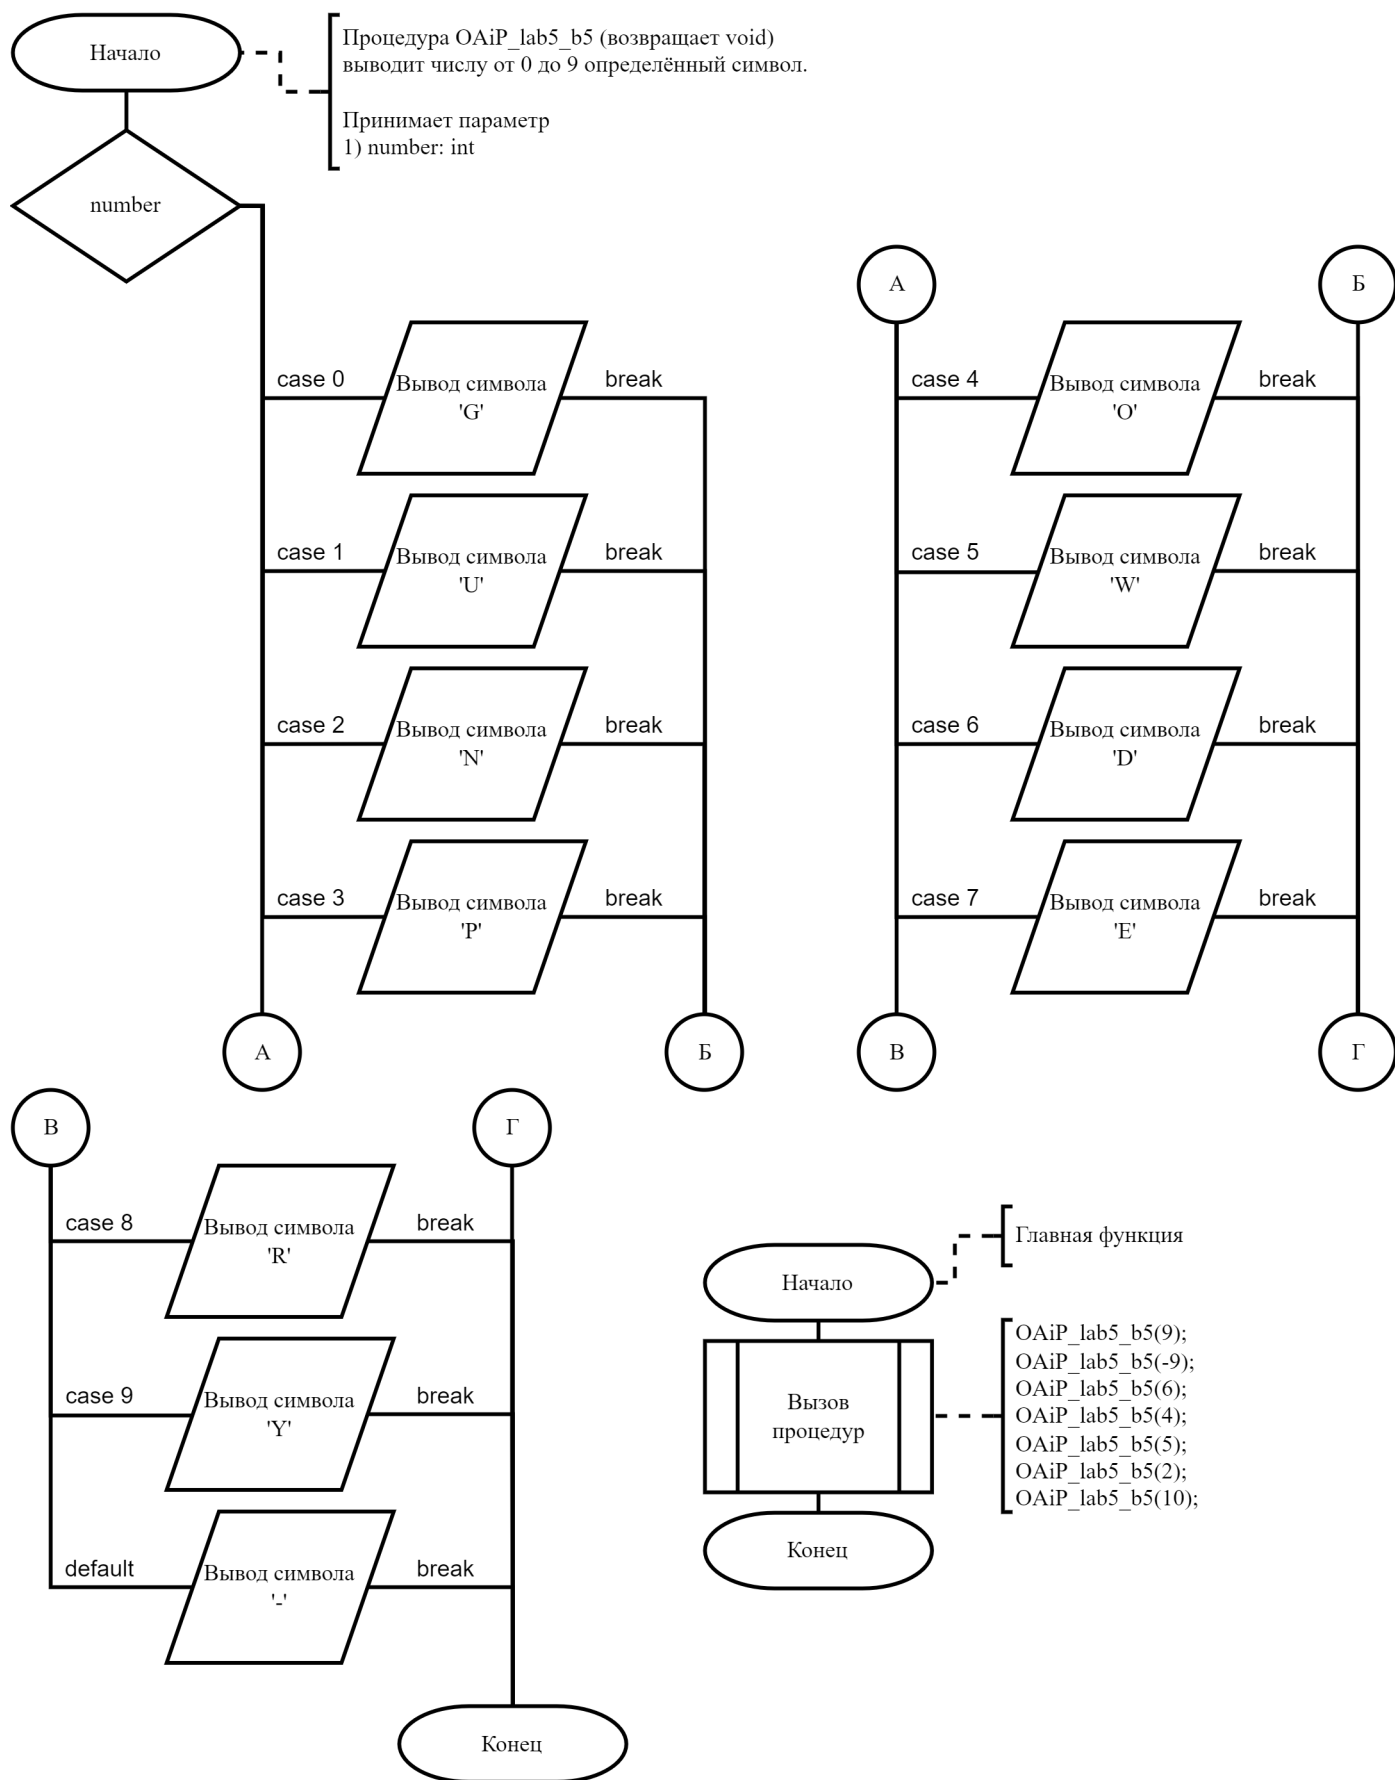 Начало
Процедура OAiP_lab5_b5 (возвращает void)
выводит числу от 0 до 9 определённый символ.
Принимает параметр
1) number: int
number
case 0
Вывод символа
'G'
break
case 1
Вывод символа
'U'
break
case 2
Вывод символа
'N'
break
case 3
Вывод символа
'P'
break
А
Б
А
Б
case 4
Вывод символа
'O'
break
case 5
Вывод символа
'W'
break
case 6
Вывод символа
'D'
break
case 7
Вывод символа
'E'
break
В
Г
В
Г
case 8
Вывод символа
'R'
break
case 9
Вывод символа
'Y'
break
default
Вывод символа
'-'
break
Конец
Главная функция
Начало
Вызов
процедур
OAiP_lab5_b5(9);
OAiP_lab5_b5(-9);
OAiP_lab5_b5(6);
OAiP_lab5_b5(4);
OAiP_lab5_b5(5);
OAiP_lab5_b5(2);
OAiP_lab5_b5(10);
Конец